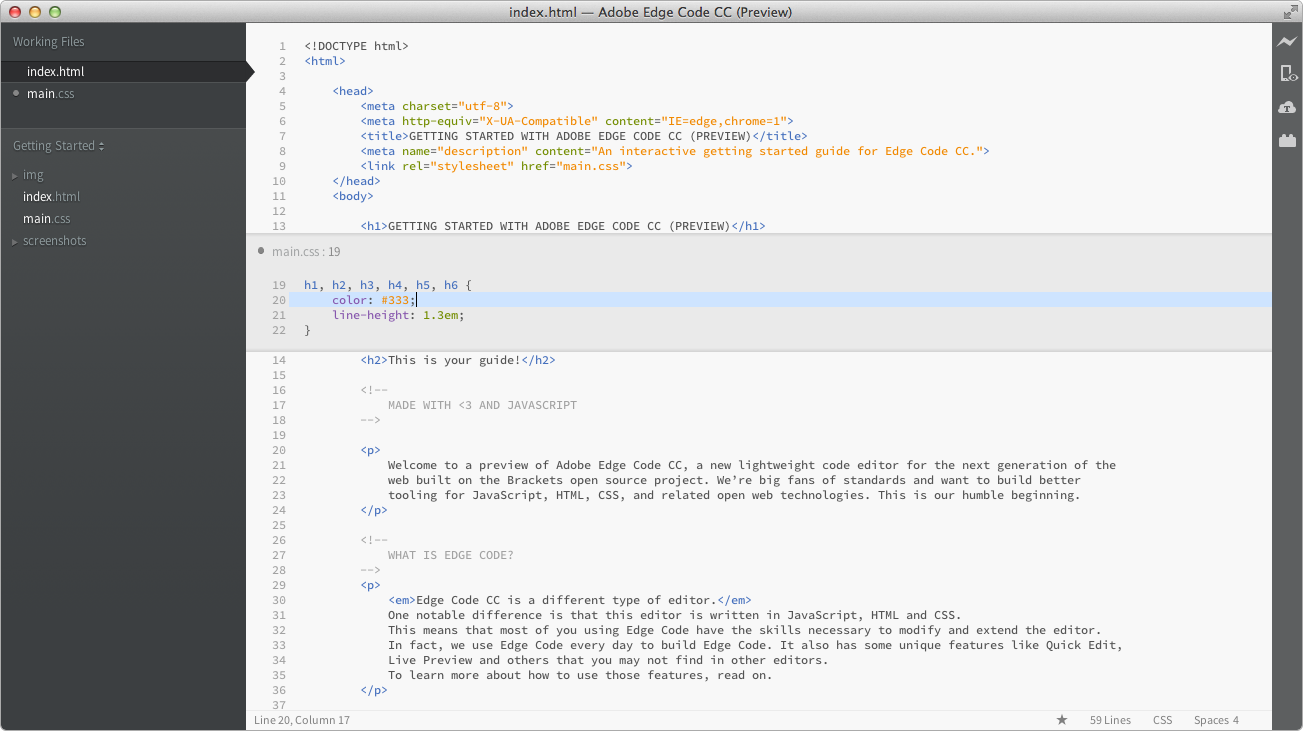 index.html — Adobe Edge Code CC (Preview)
Working Files
index.html
main.css
Getting Started
img
index.html
main.css
screenshots
1 <!DOCTYPE html>
2 <html>
3
4 <head>
5 <meta charset="utf-8">
6 <meta http-equiv="X-UA-Compatible" content="IE=edge,chrome=1">
7 <title>GETTING STARTED WITH ADOBE EDGE CODE CC (PREVIEW)</title>
8 <meta name="description" content="An interactive getting started guide for Edge Code CC.">
9 <link rel="stylesheet" href="main.css">
10 </head>
11 <body>
12
13 <h1>GETTING STARTED WITH ADOBE EDGE CODE CC (PREVIEW)</h1>
main.css : 19
19 h1, h2, h3, h4, h5, h6 {
20 color: #333;
21 line-height: 1.3em;
22 }
14 <h2>This is your guide!</h2>
15
16 <!--
17 MADE WITH <3 AND JAVASCRIPT
18 -->
19
20 <p>
21 Welcome to a preview of Adobe Edge Code CC, a new lightweight code editor for the next generation of the
22 web built on the Brackets open source project. We’re big fans of standards and want to build better
23 tooling for JavaScript, HTML, CSS, and related open web technologies. This is our humble beginning.
24 </p>
25
26 <!--
27 WHAT IS EDGE CODE?
28 -->
29 <p>
30 <em>Edge Code CC is a different type of editor.</em>
31 One notable difference is that this editor is written in JavaScript, HTML and CSS.
32 This means that most of you using Edge Code have the skills necessary to modify and extend the editor.
33 In fact, we use Edge Code every day to build Edge Code. It also has some unique features like Quick Edit,
34 Live Preview and others that you may not find in other editors.
35 To learn more about how to use those features, read on.
36 </p>
37
Line 20, Column 17
59 Lines
CSS
Spaces 4